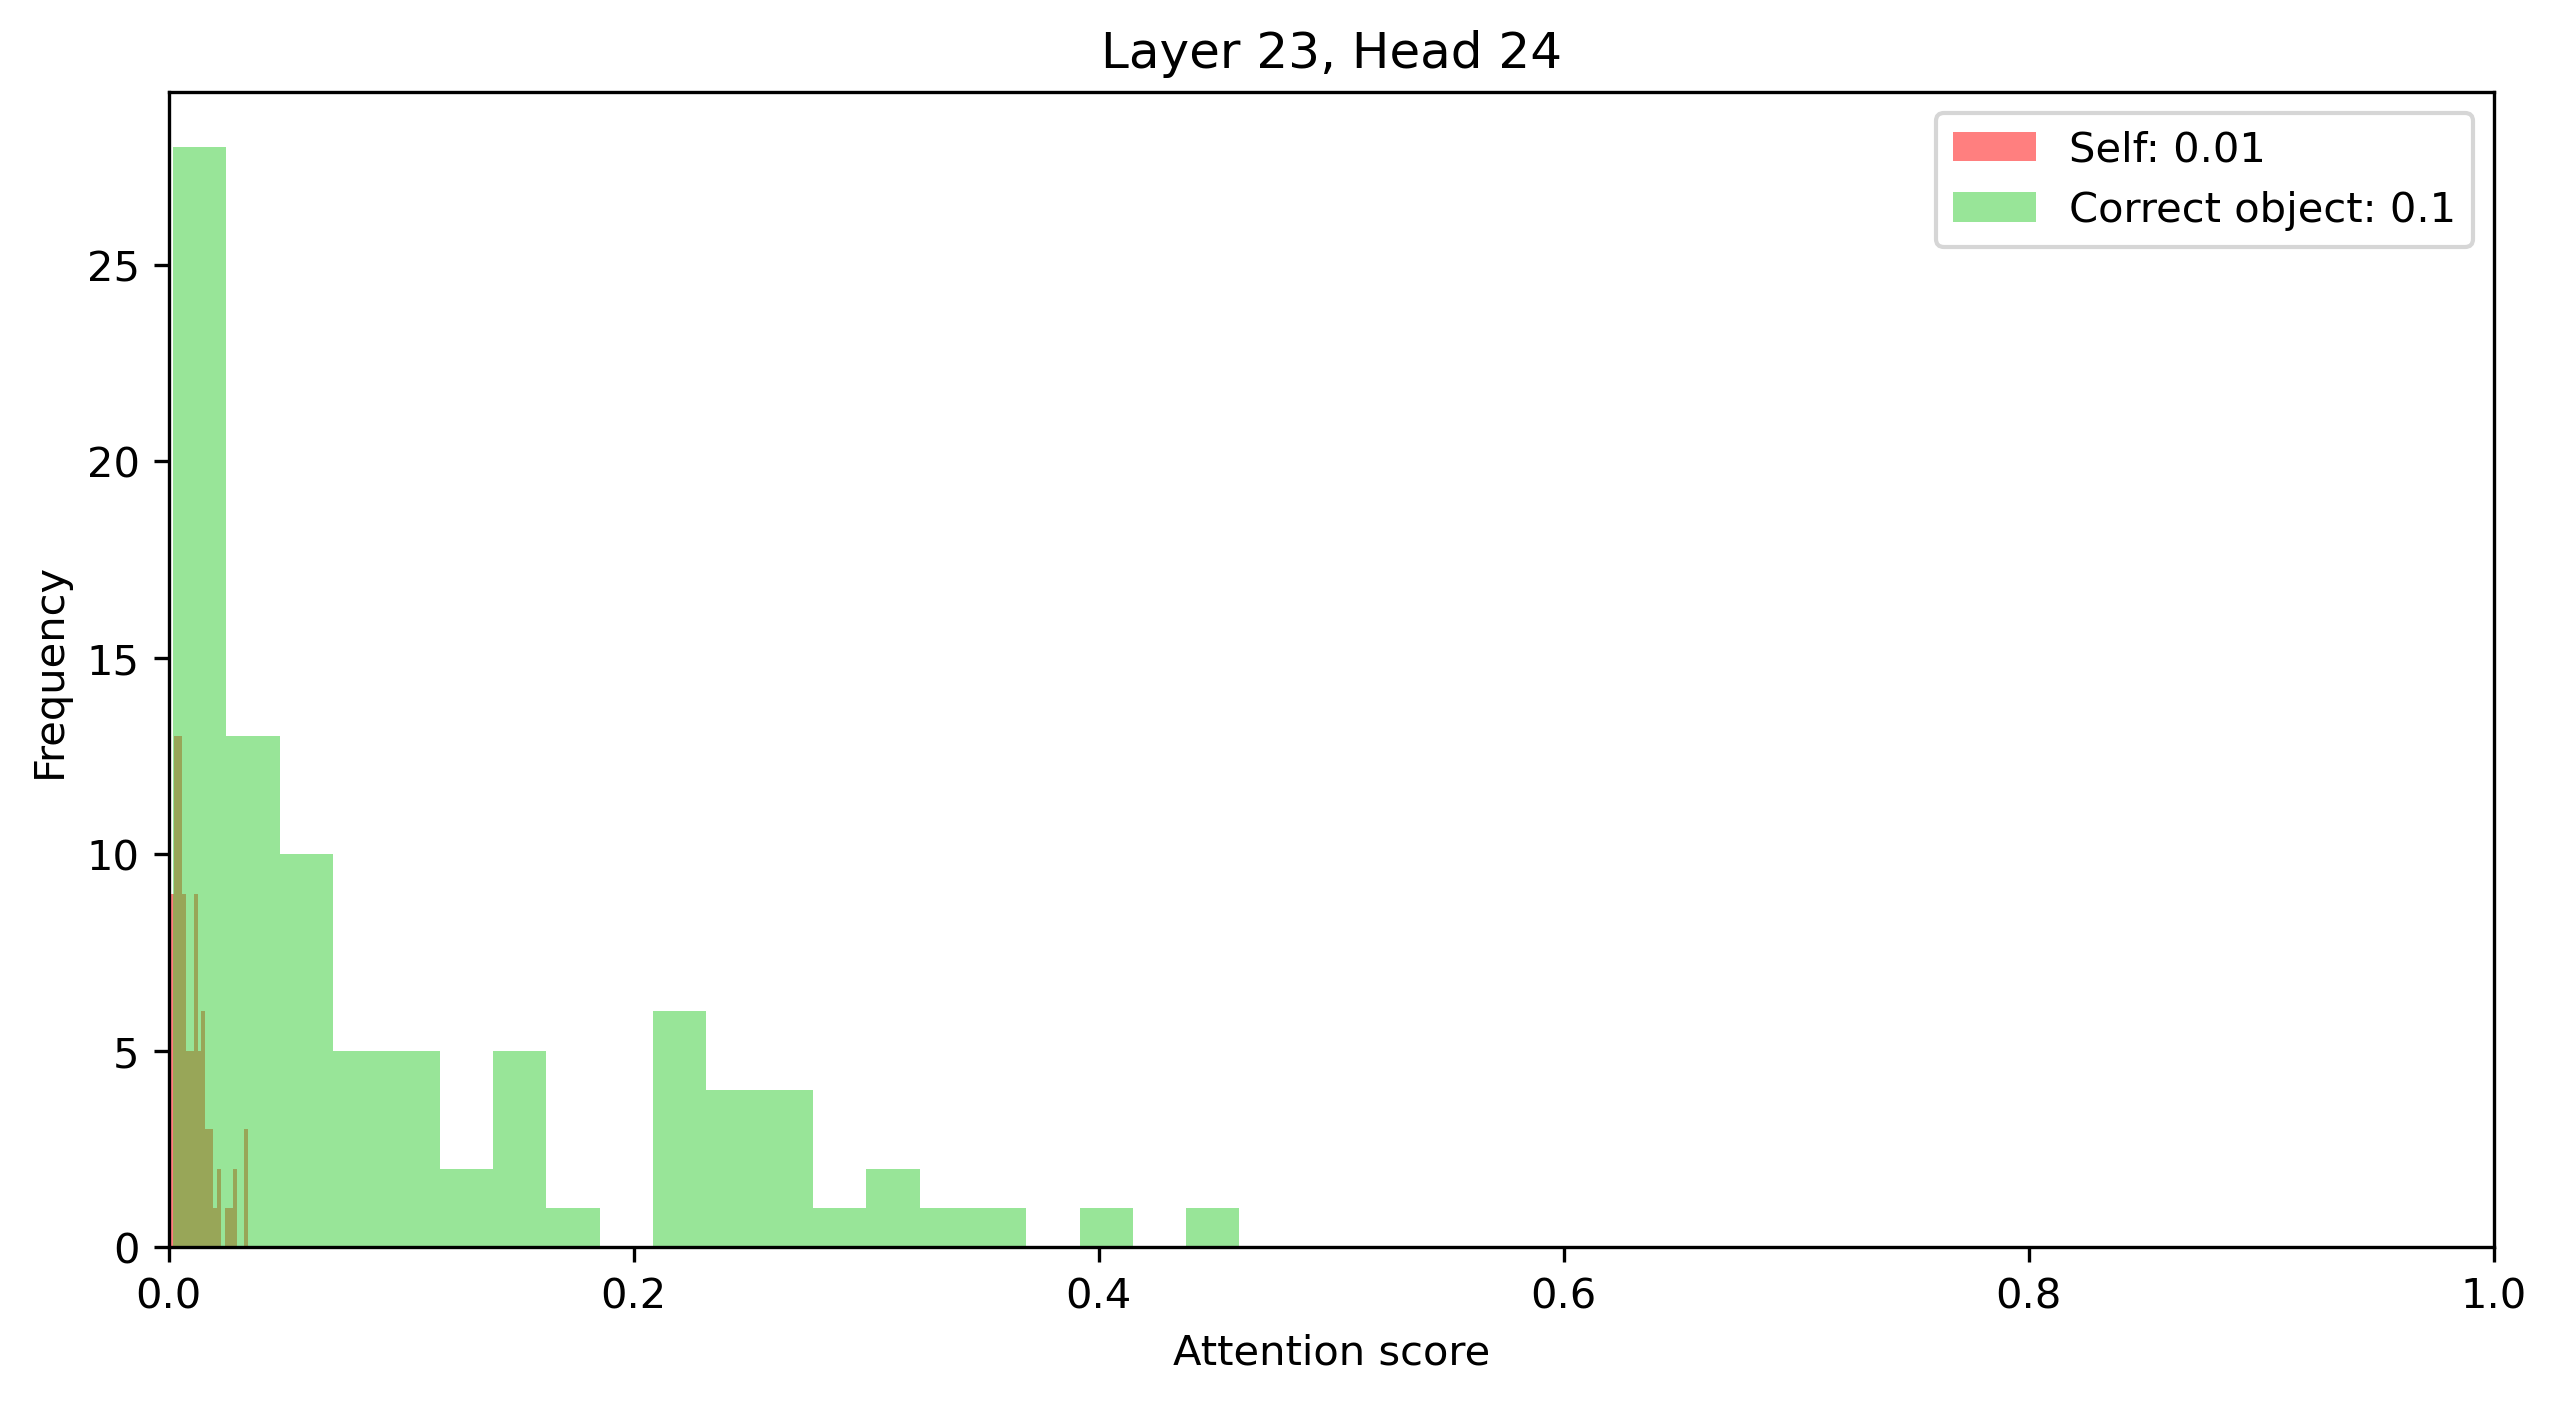 Layer 23, Head 24
Self: 0.01
Correct object: 0.1
Frequency
25
20
15
10
5
0
0.0 0.2 0.4 0.6 0.8 1.0
Attention score